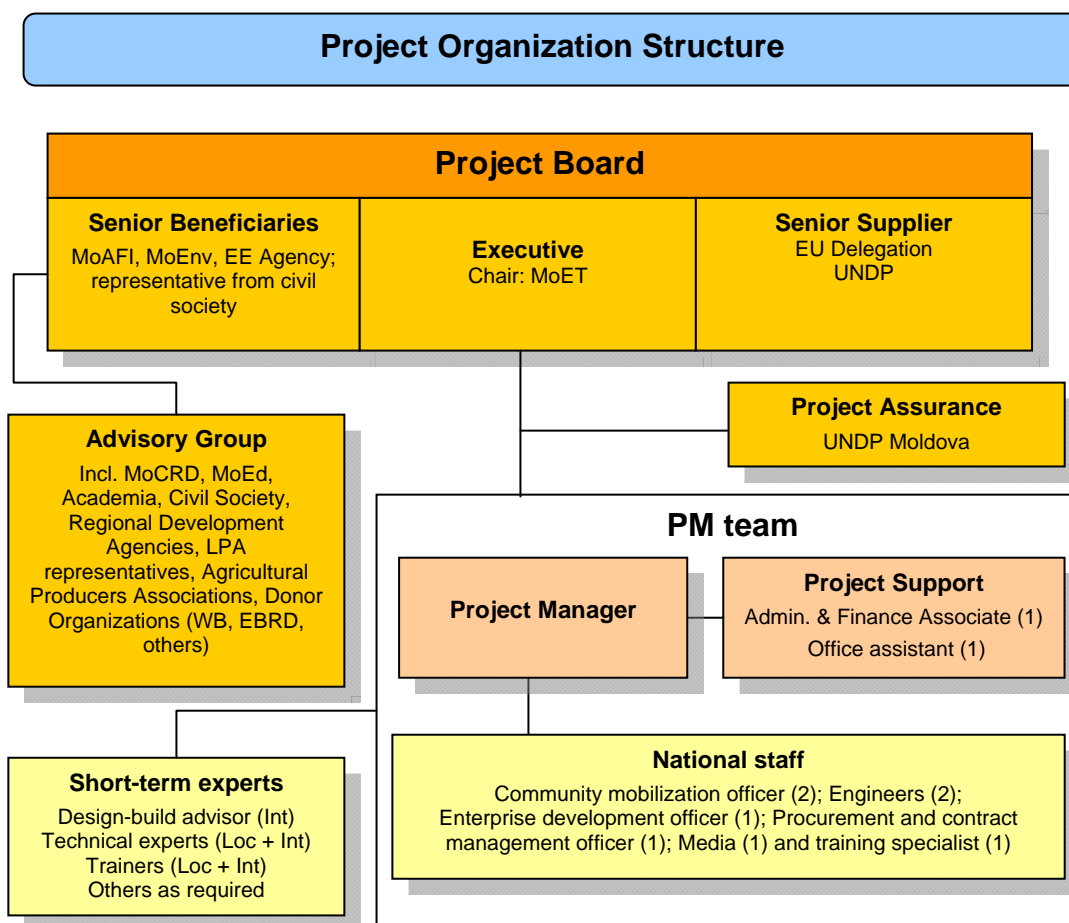 Project Organization Structure
Project Board
Senior Beneficiaries
MoAFI, MoEnv, EE Agency;
representative from civil
society
Executive
Chair: MoET
Senior Supplier
EU Delegation
UNDP
Project Assurance
UNDP Moldova
Advisory Group
Incl. MoCRD, MoEd,
Academia, Civil Society,
Regional Development
Agencies, LPA
representatives, Agricultural
Producers Associations, Donor
Organizations (WB, EBRD,
others)
PM team
Project Manager
Project Support
Admin. & Finance Associate (1)
Office assistant (1)
Short-term experts
Design-build advisor (Int)
Technical experts (Loc + Int)
Trainers (Loc + Int)
Others as required
National staff
Community mobilization officer (2); Engineers (2);
Enterprise development officer (1); Procurement and contract
management officer (1); Media (1) and training specialist (1)